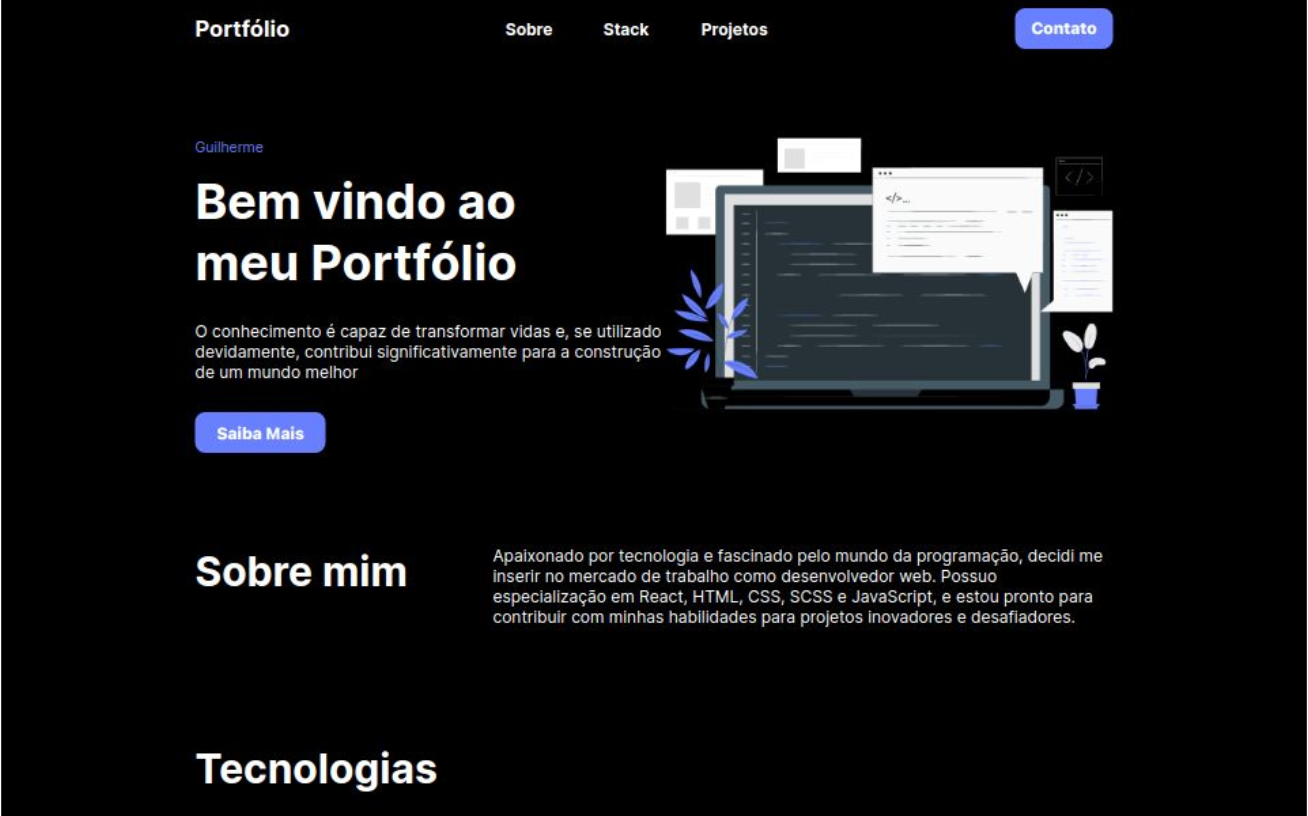 Portfólio
Sobre
Stack
Projetos
Contato
Guilherme
Bem vindo ao
meu Portfólio
O conhecimento é capaz de transformar vidas e, se utilizado
devidamente, contribui significativamente para a construção
de um mundo melhor
Saiba Mais
</>...
</>
Sobre mim
Apaixonado por tecnologia e fascinado pelo mundo da programação, decidi me
inserir no mercado de trabalho como desenvolvedor web. Possuo
especialização em React, HTML, CSS, SCSS e JavaScript, e estou pronto para
contribuir com minhas habilidades para projetos inovadores e desafiadores.
Tecnologias